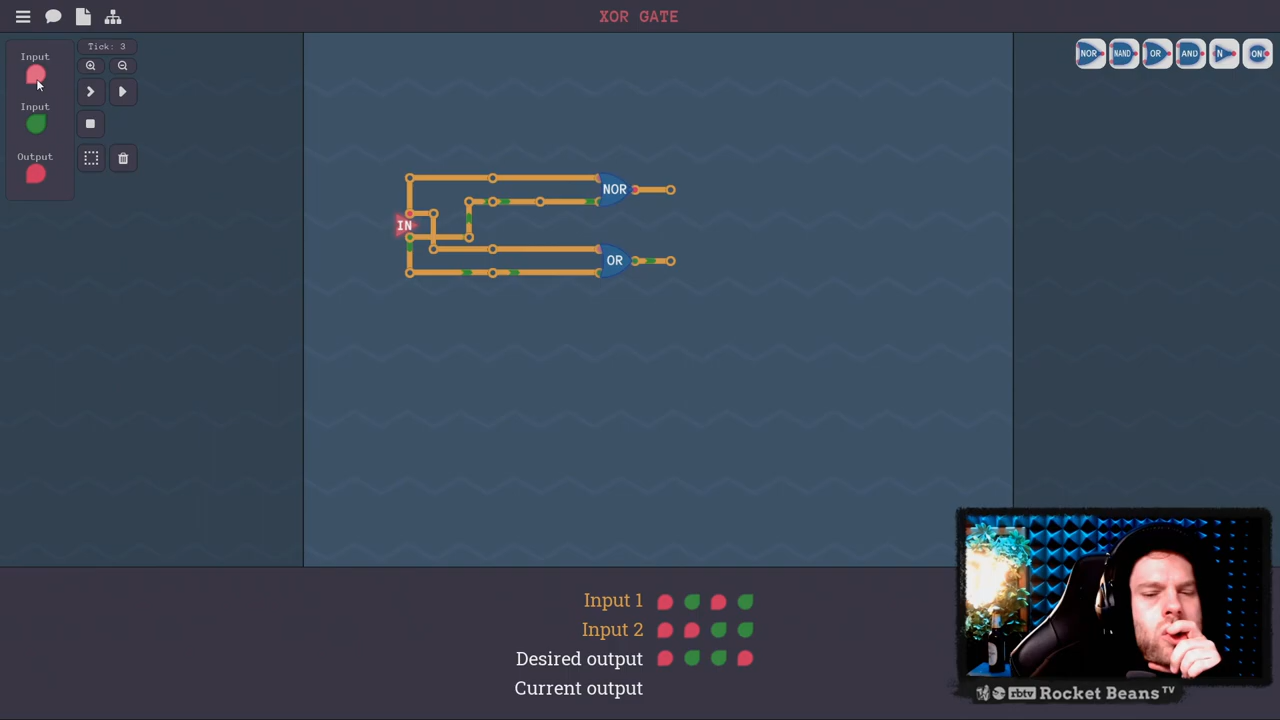 XOR GATE
Input
Tick: 3
Input
Output
NOR
NAND
OR
AND
N
ON
NOR
IN
OR
Input 1
Input 2
Desired output
Current output
rbtv Rocket Beans TV